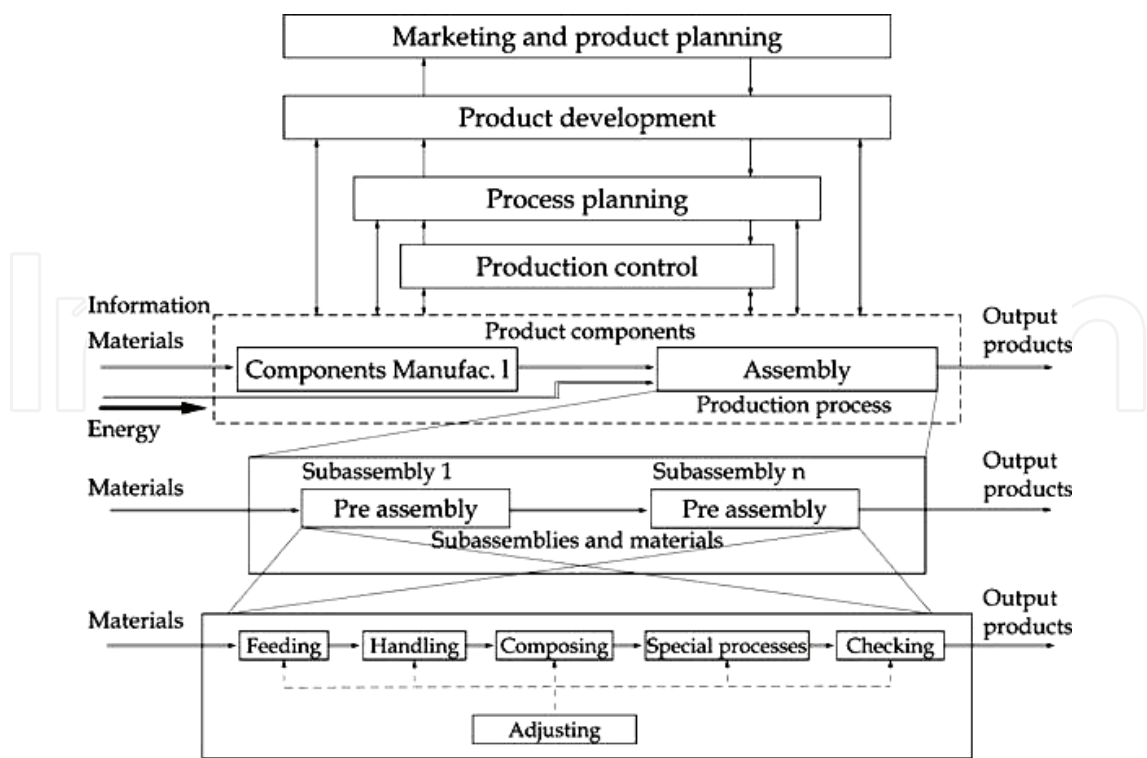 Marketing and product planning
Product development
Process planning
Production control
Information
Materials
Product components
Components Manufac. l
Assembly
Output
products
Production process
Energy
Subassembly 1
Subassembly n
Materials
Pre assembly
Pre assembly
Output
products
Subassemblies and materials
Materials
Output
products
Feeding
Handling
Composing
Special processes
Checking
Adjusting